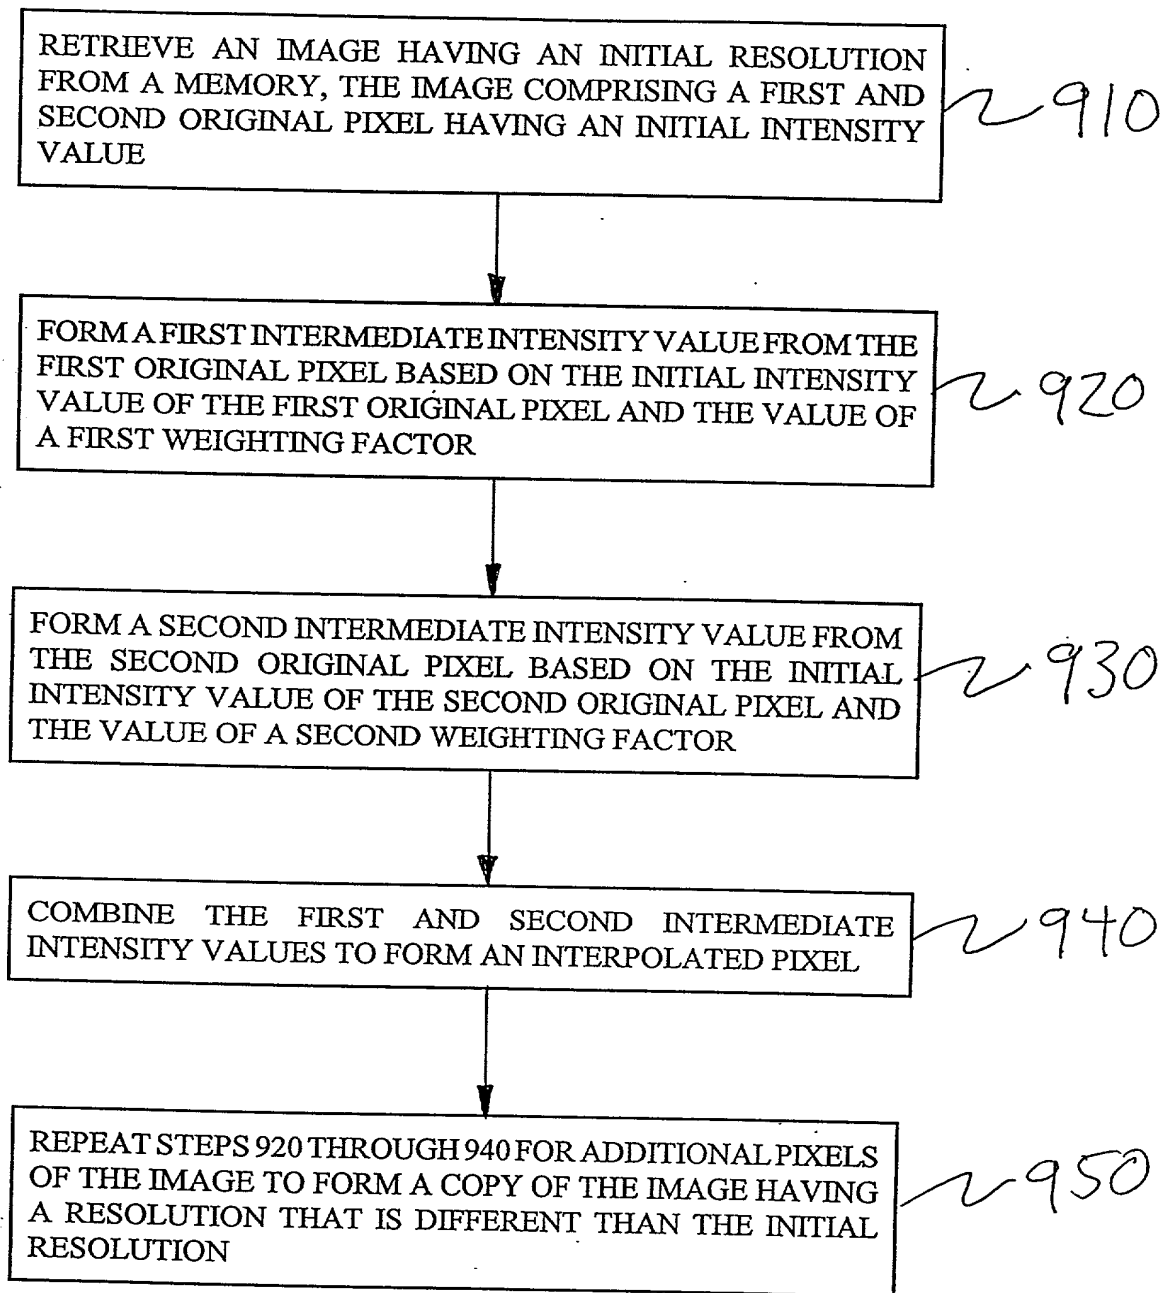 RETRIEVE AN IMAGE HAVING AN INITIAL RESOLUTION
FROM A MEMORY, THE IMAGE COMPRISING A FIRST AND
SECOND ORIGINAL PIXEL HAVING AN INITIAL INTENSITY
VALUE
910
FORM A FIRST INTERMEDIATE INTENSITY VALUE FROM THE
FIRST ORIGINAL PIXEL BASED ON THE INITIAL INTENSITY
VALUE OF THE FIRST ORIGINAL PIXEL AND THE VALUE OF
A FIRST WEIGHTING FACTOR
920
FORM A SECOND INTERMEDIATE INTENSITY VALUE FROM
THE SECOND ORIGINAL PIXEL BASED ON THE INITIAL
INTENSITY VALUE OF THE SECOND ORIGINAL PIXEL AND
THE VALUE OF A SECOND WEIGHTING FACTOR
930
COMBINE THE FIRST AND SECOND INTERMEDIATE
INTENSITY VALUES TO FORM AN INTERPOLATED PIXEL
940
REPEAT STEPS 920 THROUGH 940 FOR ADDITIONAL PIXELS
OF THE IMAGE TO FORM A COPY OF THE IMAGE HAVING
A RESOLUTION THAT IS DIFFERENT THAN THE INITIAL
RESOLUTION
950